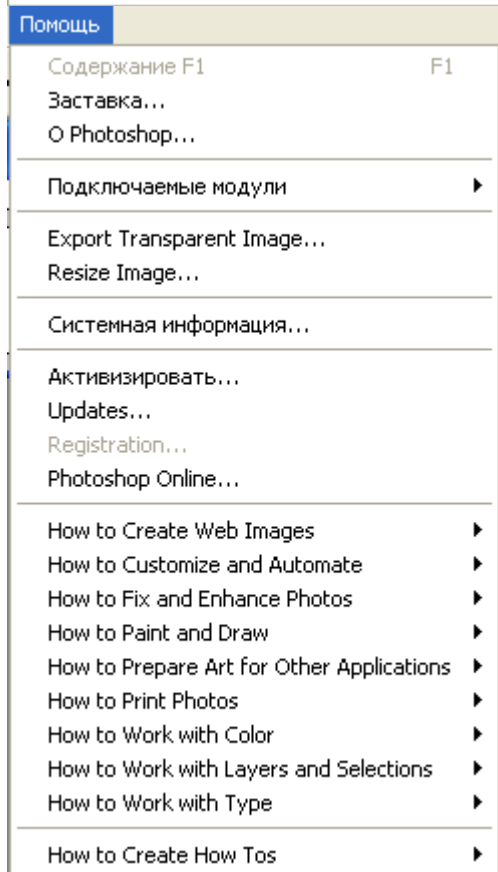 Помощь
Содержание F1 F1
Заставка...
О Photoshop...
Подключаемые модули
Export Transparent Image...
Resize Image...
Системная информация...
Активизировать...
Updates...
Registration...
Photoshop Online...
How to Create Web Images
How to Customize and Automate
How to Fix and Enhance Photos
How to Paint and Draw
How to Prepare Art for Other Applications
How to Print Photos
How to Work with Color
How to Work with Layers and Selections
How to Work with Type
How to Create How Tos